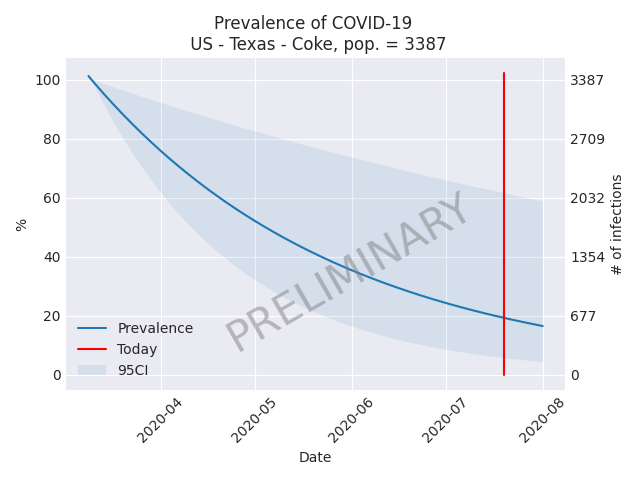 Prevalence of COVID-19
US - Texas - Coke, pop. = 3387
100
80
60
40
20
0
%
3387
2709
2032
1354
677
0
# of infections
PRELIMINARY
Prevalence
Today
95CI
2020-04
2020-05
2020-06
2020-07
2020-08
Date